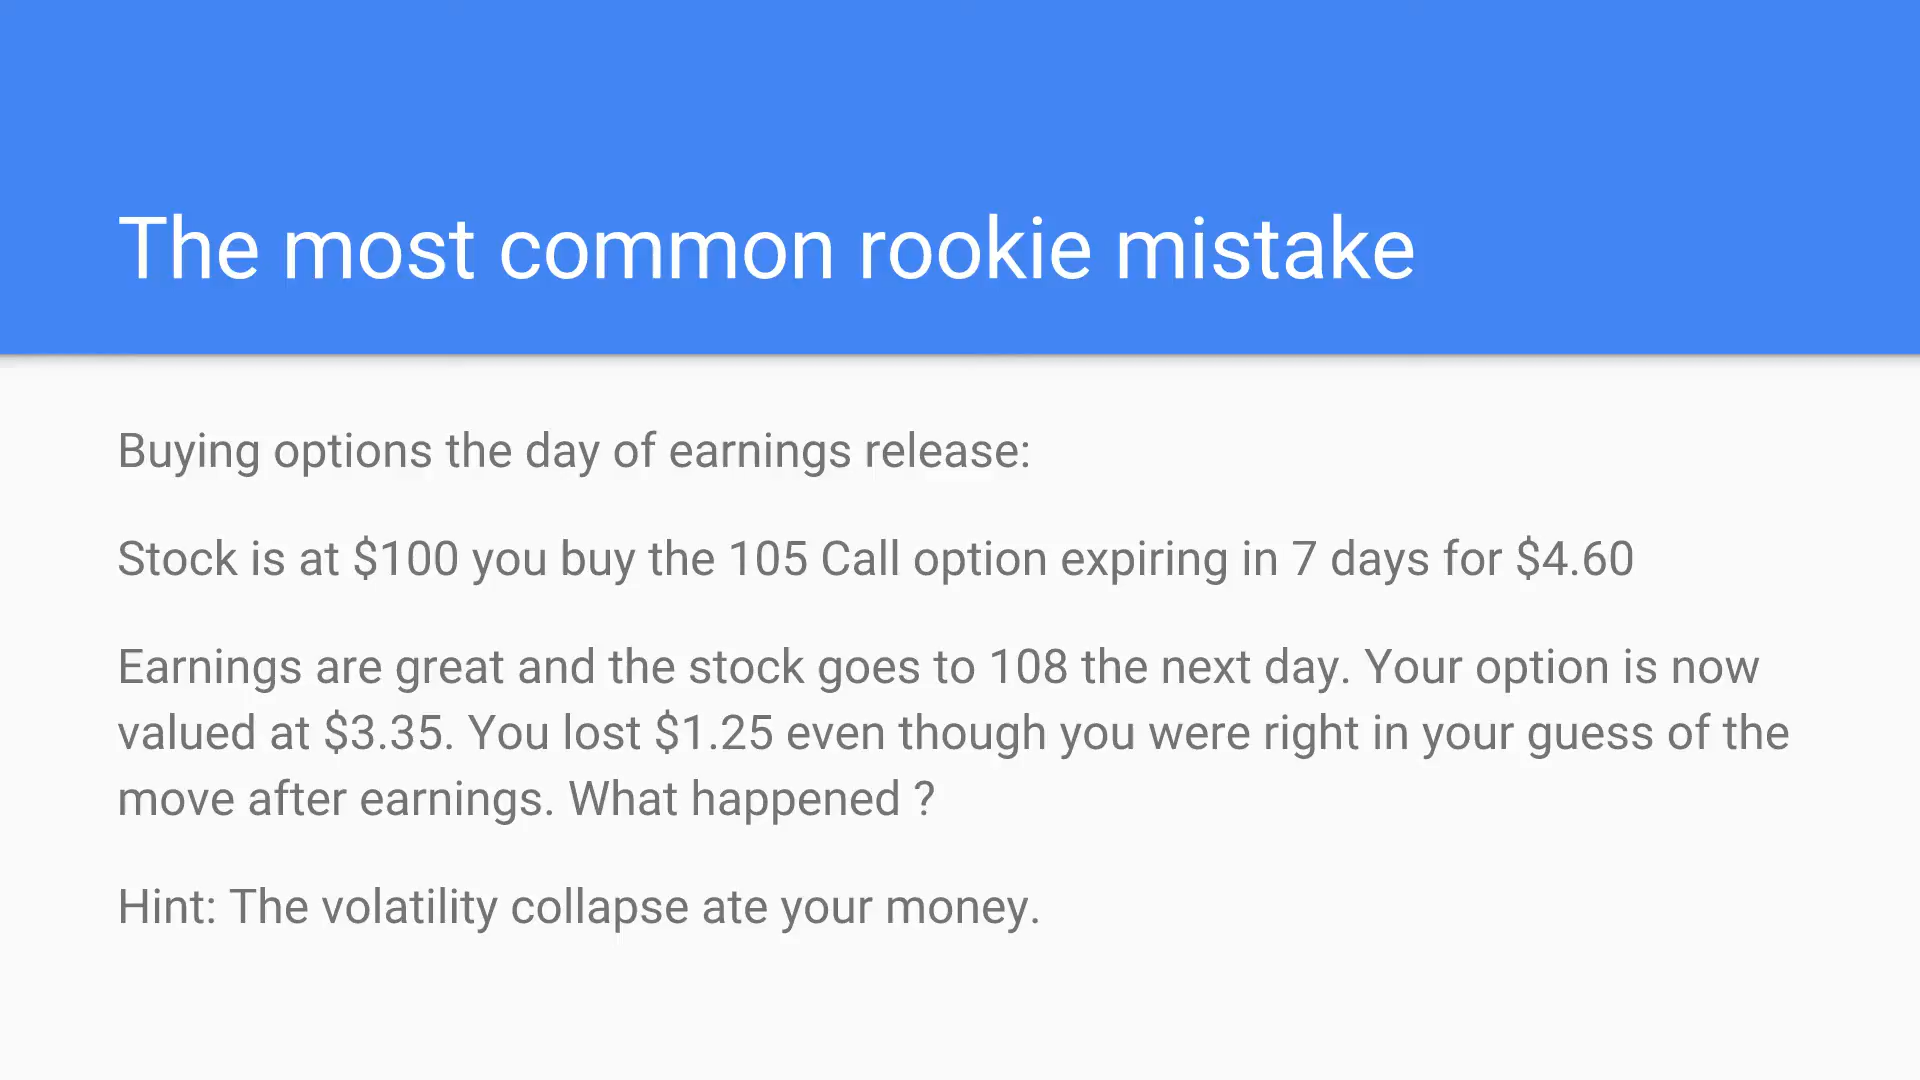 The most common rookie mistake
Buying options the day of earnings release:
Stock is at $100 you buy the 105 Call option expiring in 7 days for $4.60
Earnings are great and the stock goes to 108 the next day. Your option is now
valued at $3.35. You lost $1.25 even though you were right in your guess of the
move after earnings. What happened ?
Hint: The volatility collapse ate your money.